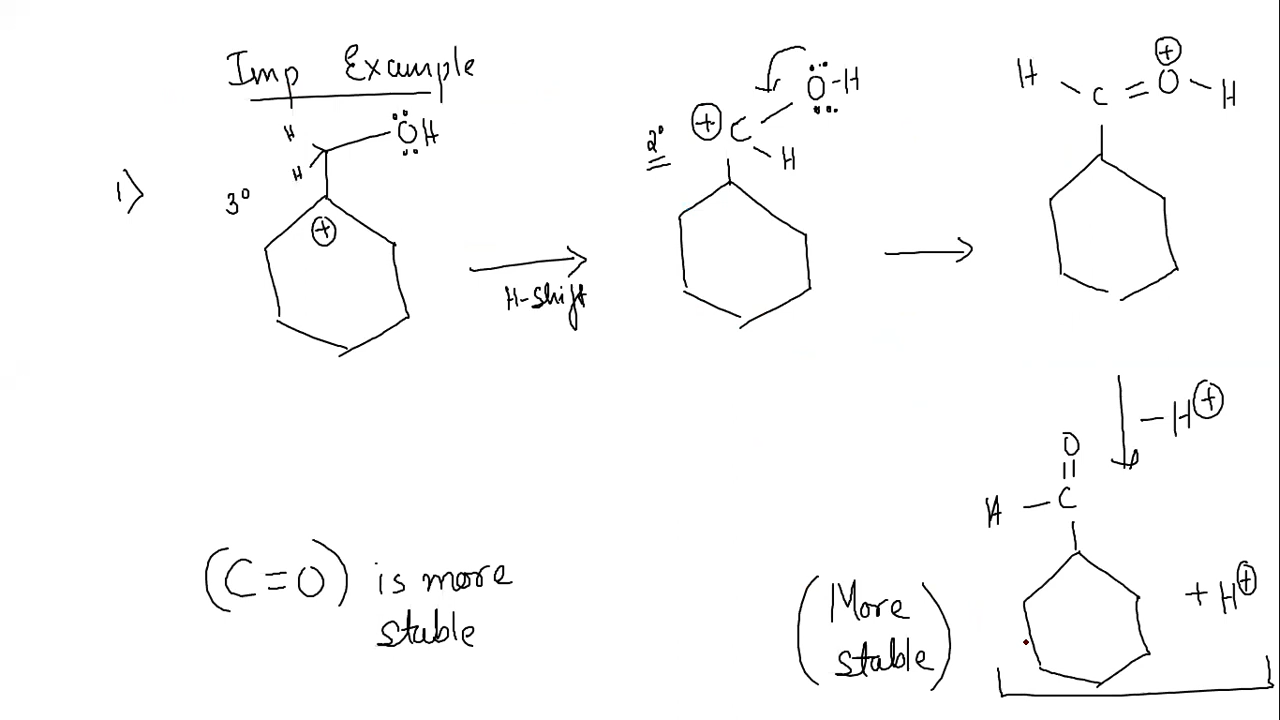 Imp Example
1)
H
ÖH
H
3°
⊕
H-Shift
2°
⊕ C
O-H
H
H
C = O
⊕
H
-H⊕
O
||
H - C
+ H⊕
(C=O) is more
stable
(More
stable)